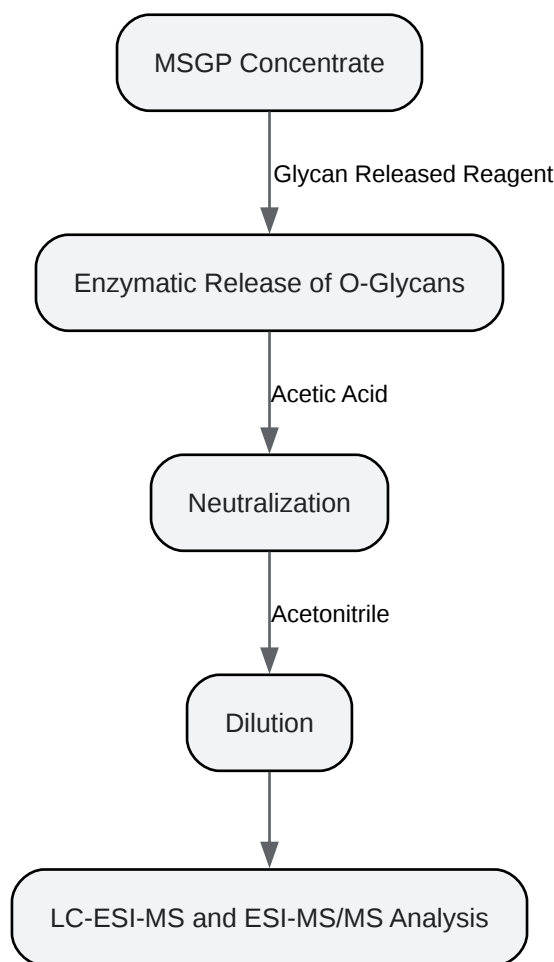 MSGP Concentrate
Glycan Released Reagent
Enzymatic Release of O-Glycans
Acetic Acid
Neutralization
Acetonitrile
Dilution
LC-ESI-MS and ESI-MS/MS Analysis